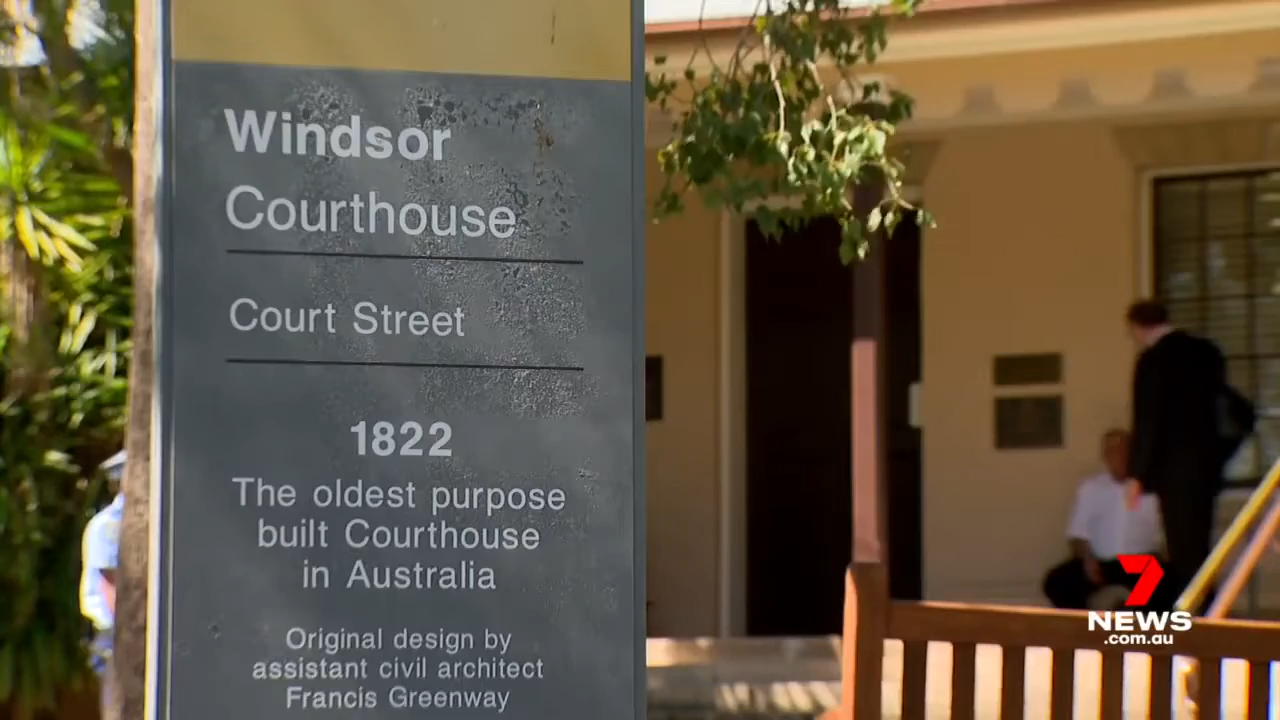 Windsor
Courthouse
Court Street
1822
The oldest purpose
built Courthouse
in Australia
Original design by
assistant civil architect
Francis Greenway
7
NEWS
.com.au